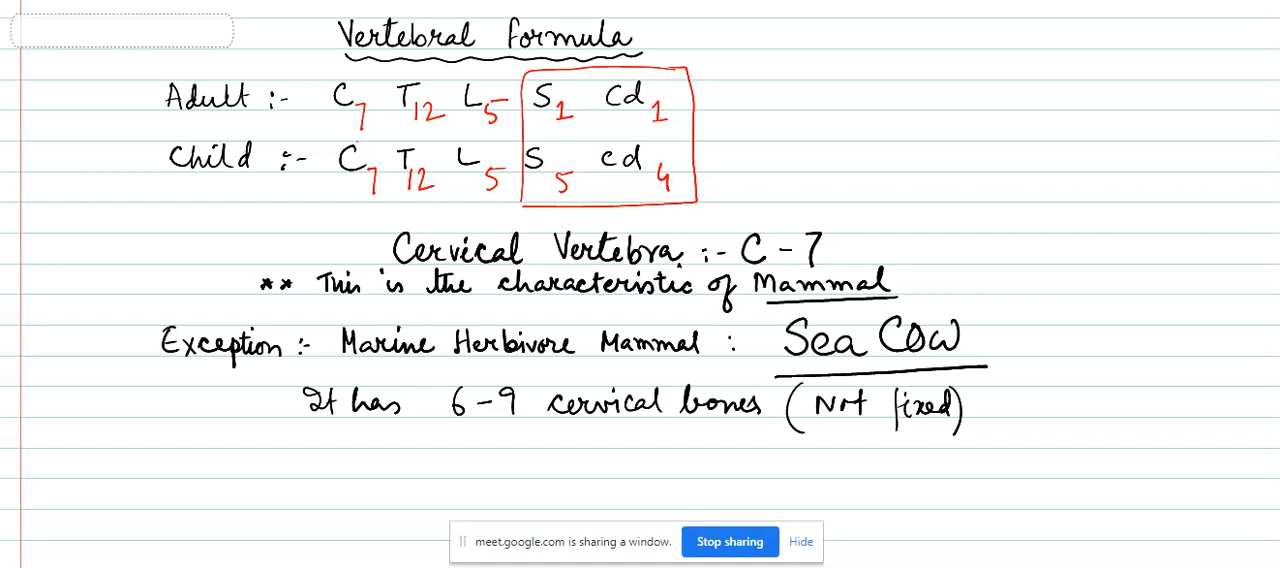 Vertebral Formula
Adult :- C7 T12 L5 S1 Cd1
Child :- C7 T12 L5 S5 cd4
Cervical Vertebra :- C - 7
** This is the characteristic of Mammal
Exception :- Marine Herbivore Mammal : Sea Cow
It has 6-9 cervical bones (Not fixed)
meet.google.com is sharing a window. Stop sharing Hide